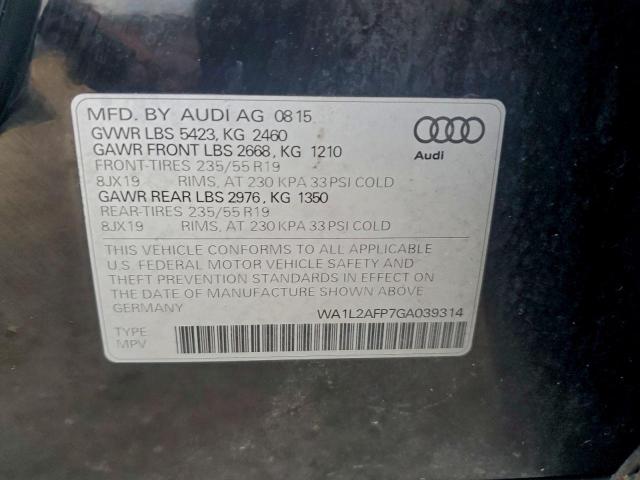 MFD. BY AUDI AG 0815
GVWR LBS 5423, KG 2460
GAWR FRONT LBS 2668, KG 1210
FRONT-TIRES 235/55 R19
8JX19 RIMS, AT 230 KPA 33 PSI COLD
GAWR REAR LBS 2976, KG 1350
REAR-TIRES 235/55 R19
8JX19 RIMS, AT 230 KPA 33 PSI COLD
Audi
THIS VEHICLE CONFORMS TO ALL APPLICABLE
U.S. FEDERAL MOTOR VEHICLE SAFETY AND
THEFT PREVENTION STANDARDS IN EFFECT ON
THE DATE OF MANUFACTURE SHOWN ABOVE
GERMANY WA1L2AFP7GA039314
TYPE
MPV